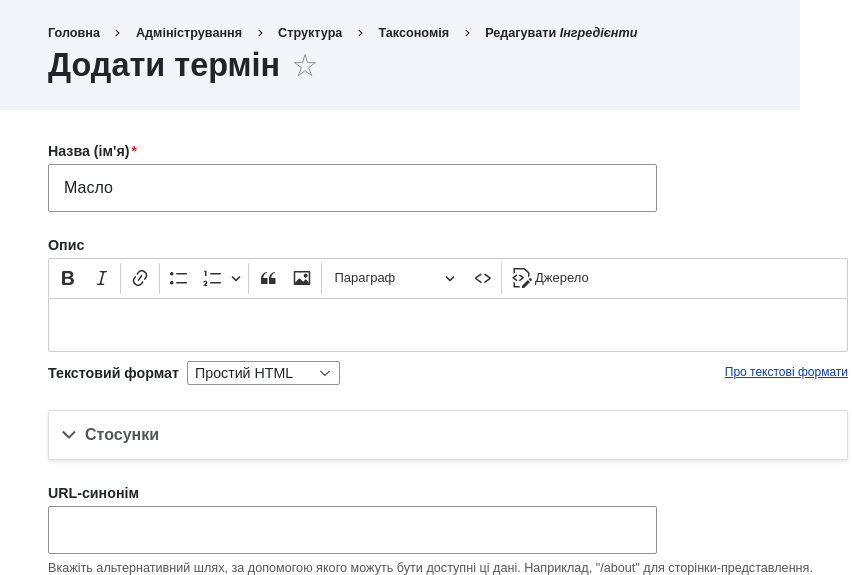 Головна › Адміністрування › Структура › Таксономія › Редагувати Інгредієнти
Додати термін
Назва (ім'я)*
Масло
Опис
Параграф
Джерело
Текстовий формат Простий HTML Про текстові формати
Стосунки
URL-синонім
Вкажіть альтернативний шлях, за допомогою якого можуть бути доступні ці дані. Наприклад, "/about" для сторінки-представлення.